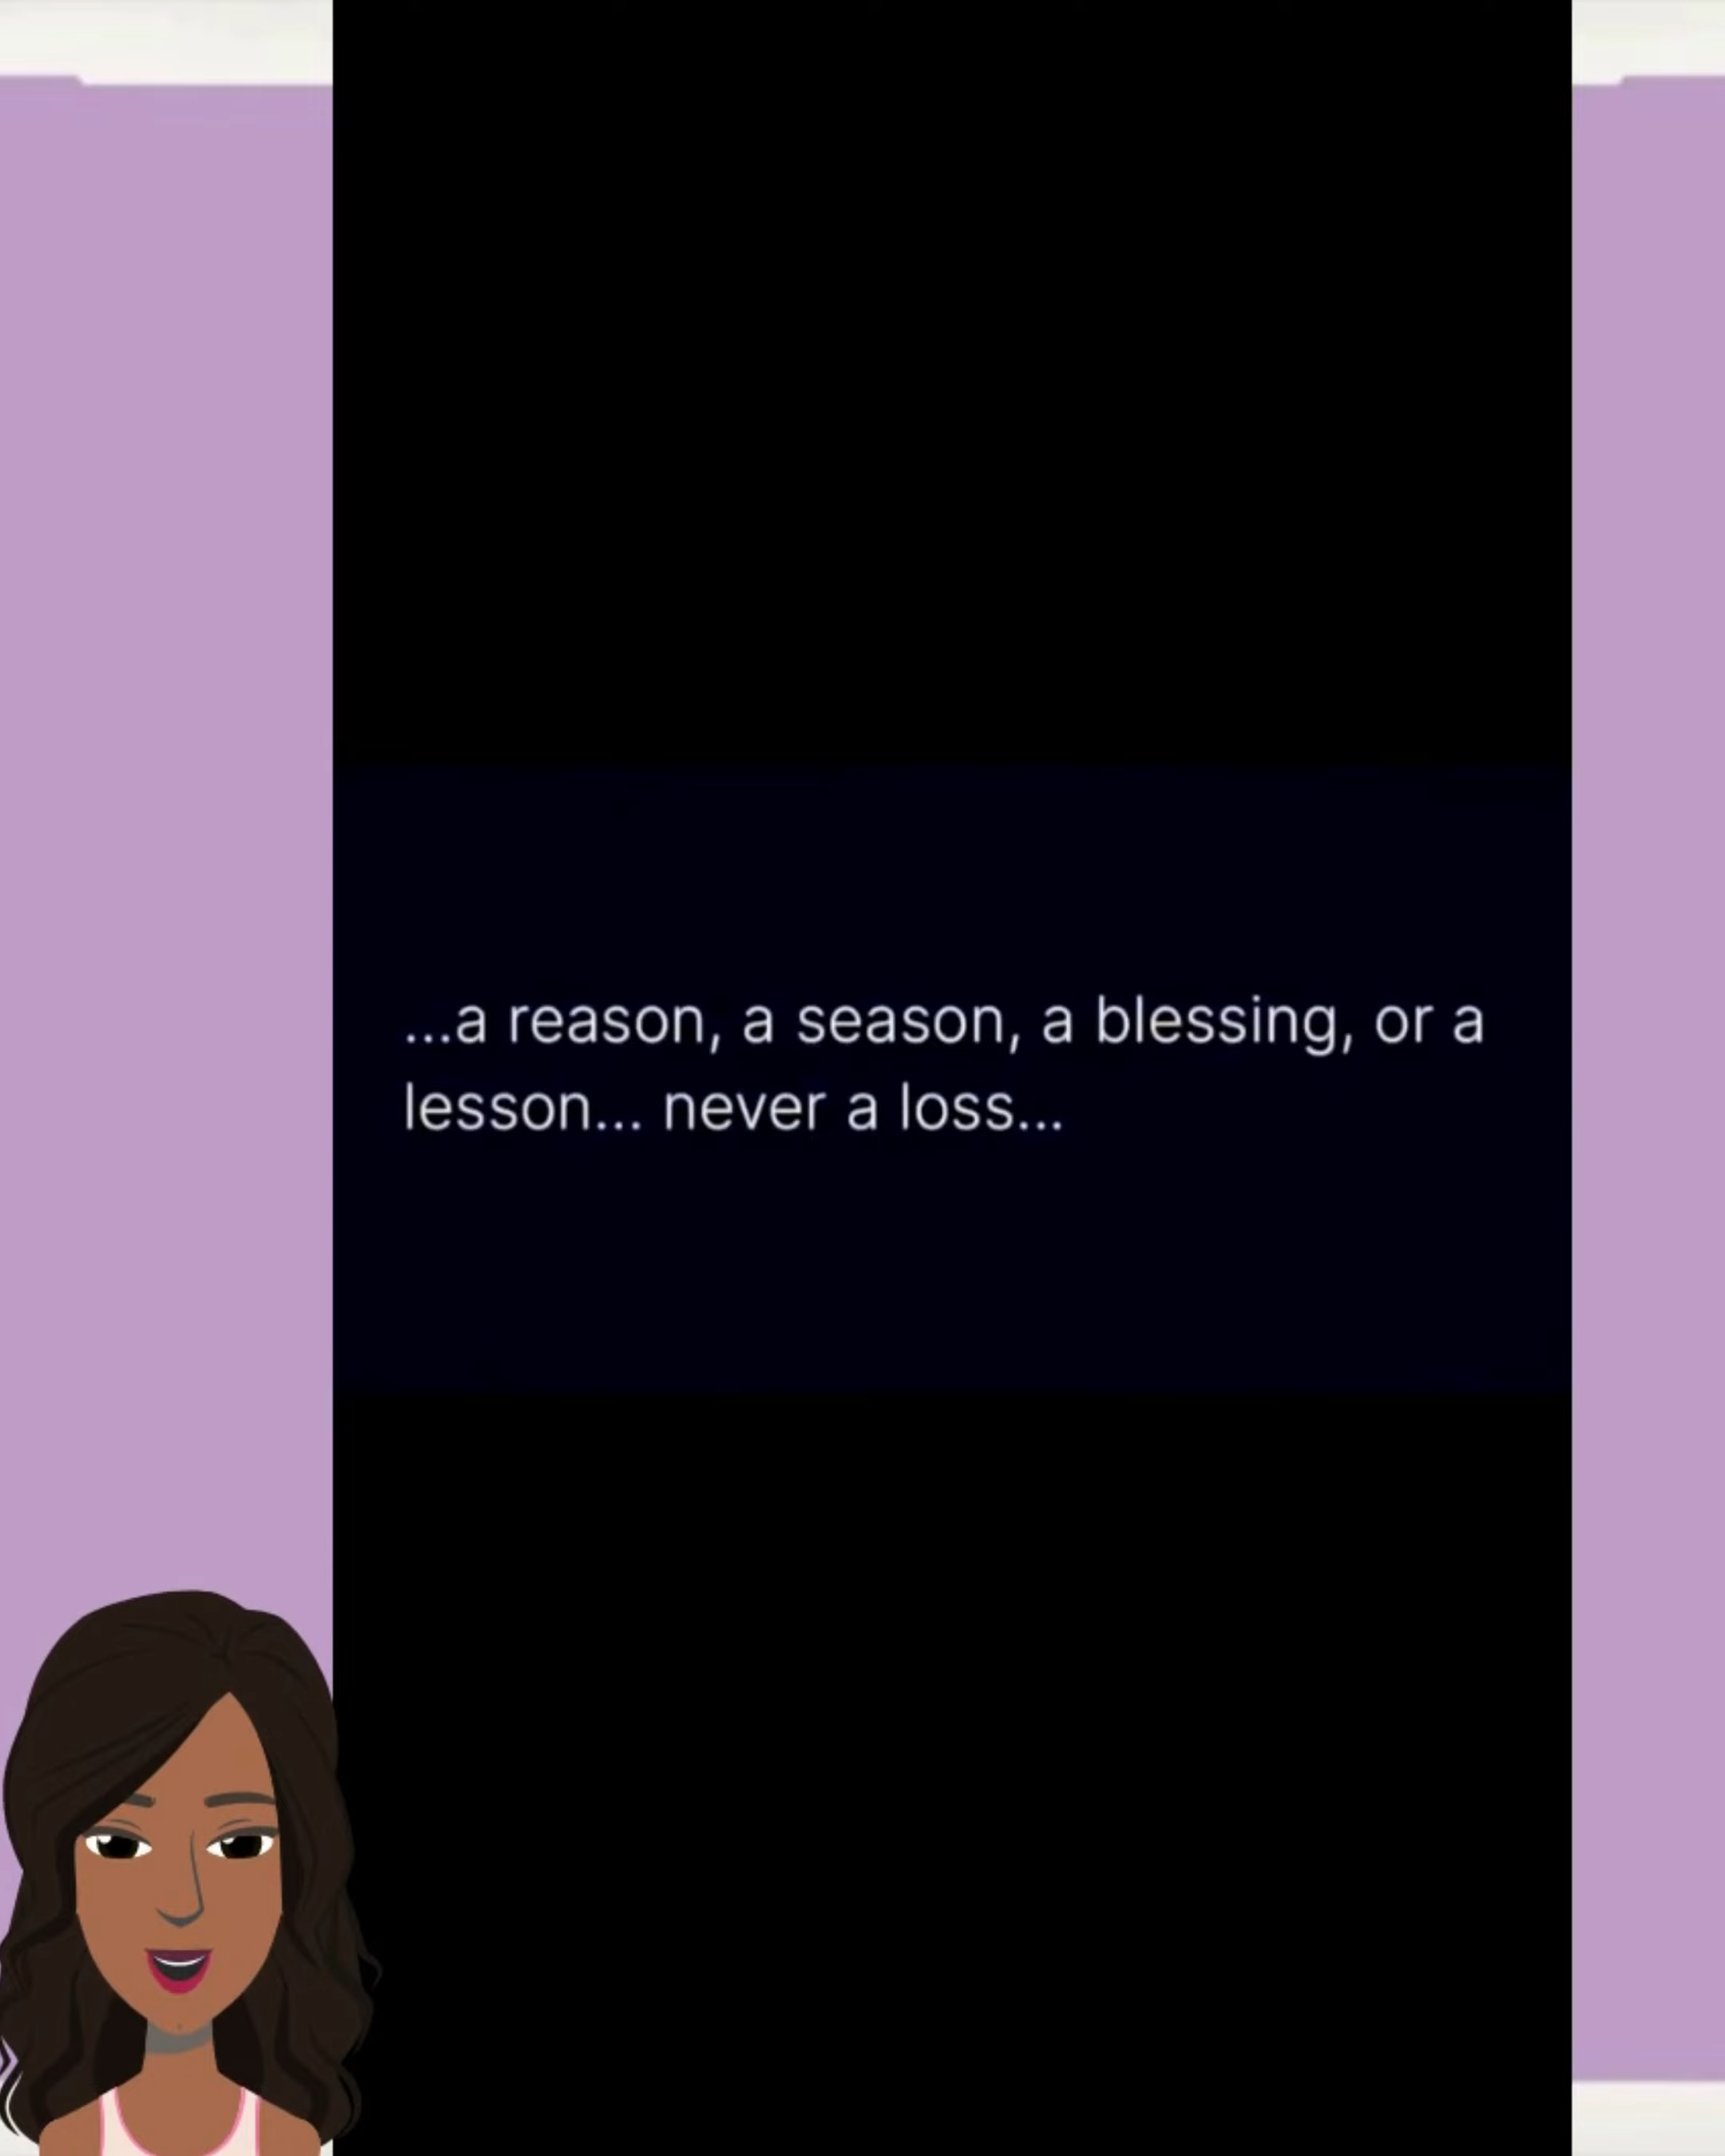 ...a reason, a season, a blessing, or a
lesson... never a loss...